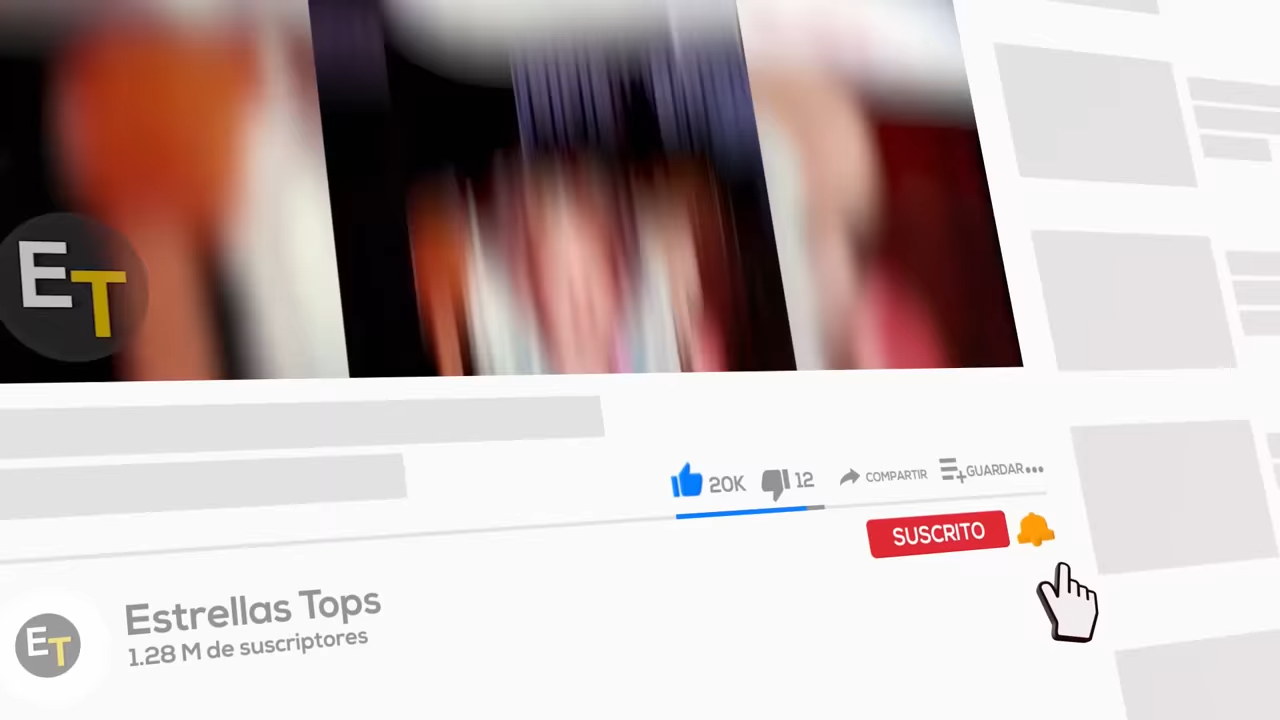 ET
20K
12
COMPARTIR
GUARDAR
SUSCRITO
Estrellas Tops
1.28 M de suscriptores
ET